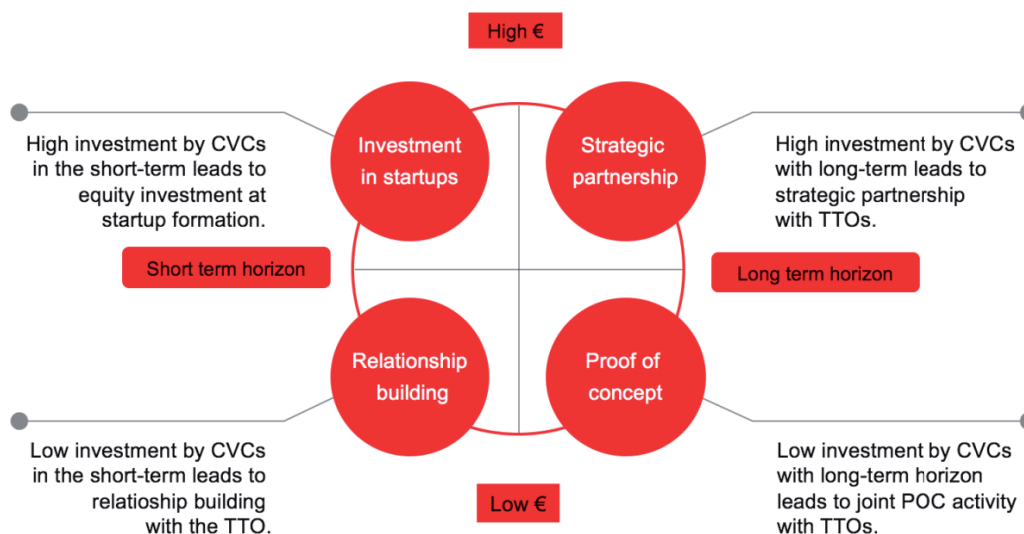 High €
Investment
in startups
Strategic
partnership
High investment by CVCs
in the short-term leads to
equity investment at
startup formation.
High investment by CVCs
with long-term leads to
strategic partnership
with TTOs.
Short term horizon
Long term horizon
Relationship
building
Proof of
concept
Low investment by CVCs
in the short-term leads to
relatioship building
with the TTO.
Low €
Low investment by CVCs
with long-term horizon
leads to joint POC activity
with TTOs.